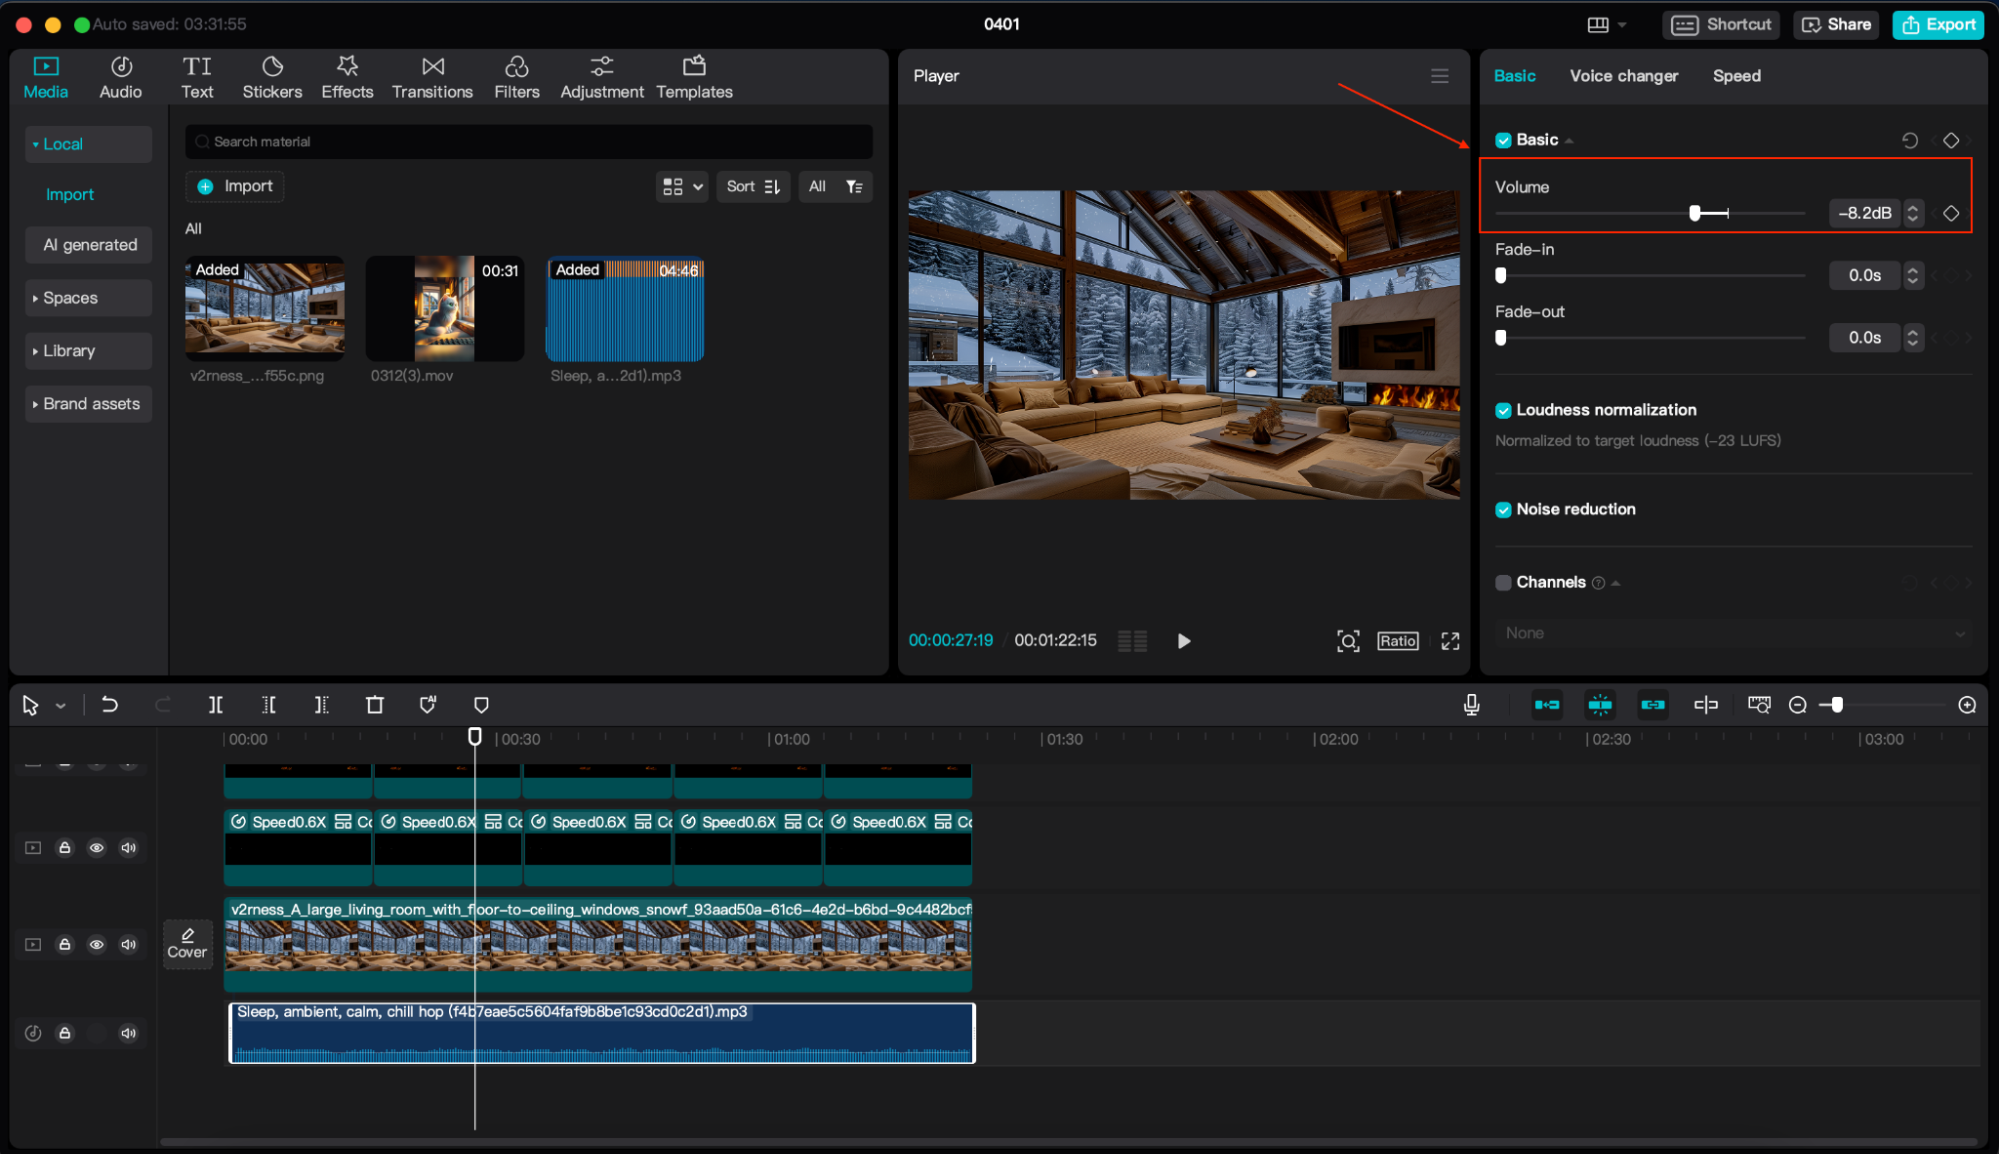 Auto saved: 03:31:55
0401
Shortcut
Share
Export
Media
Audio
TI
Text
Stickers
Effects
Transitions
Filters
Adjustment
Templates
Local
Import
AI generated
Spaces
Library
Brand assets
Search material
Import
Sort
All
All
Added
v2rness_...f55c.png
00:31
0312(3).mov
Added
04:46
Sleep, a...2d1).mp3
Player
00:00:27:19
00:01:22:15
Ratio
Basic
Voice changer
Speed
Basic
Volume
-8.2dB
Fade-in
0.0s
Fade-out
0.0s
Loudness normalization
Normalized to target loudness (-23 LUFS)
Noise reduction
Channels
None
00:00
00:30
01:00
01:30
02:00
02:30
03:00
Speed0.6X Co
Speed0.6X Co
Speed0.6X Co
Speed0.6X Co
Speed0.6X Co
Cover
v2rness_A_large_living_room_with_floor-to-ceiling_windows_snowf_93aad50a-61c6-4e2d-b6bd-9c4482bcf
Sleep, ambient, calm, chill hop (f4b7eae5c5604faf9b8be1c93cd0c2d1).mp3